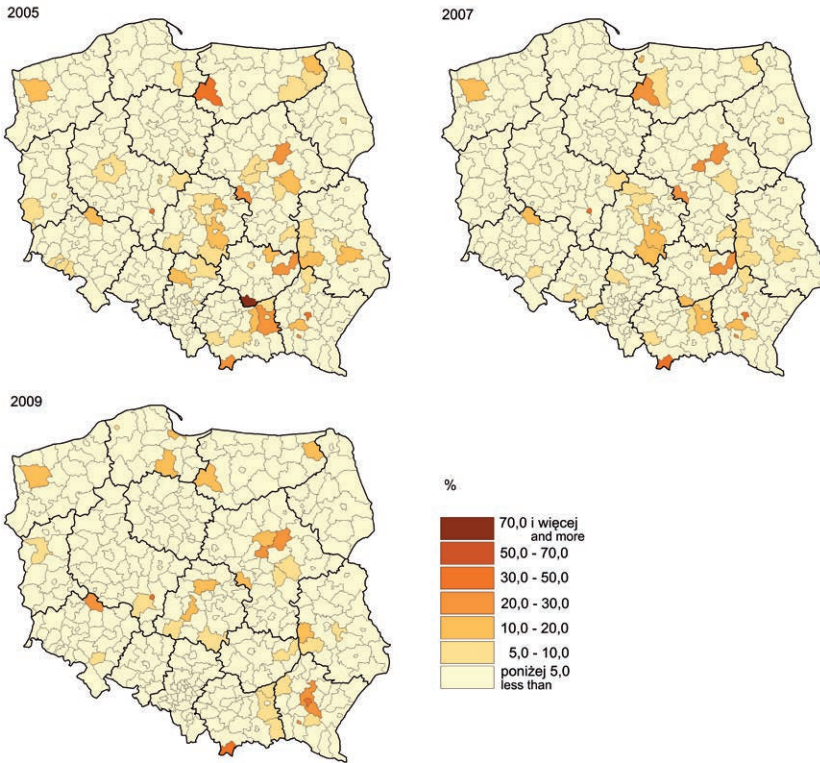 2005
2007
2009
%
70,0 i więcej
and more
50,0 - 70,0
30,0 - 50,0
20,0 - 30,0
10,0 - 20,0
5,0 - 10,0
poniżej 5,0
less than